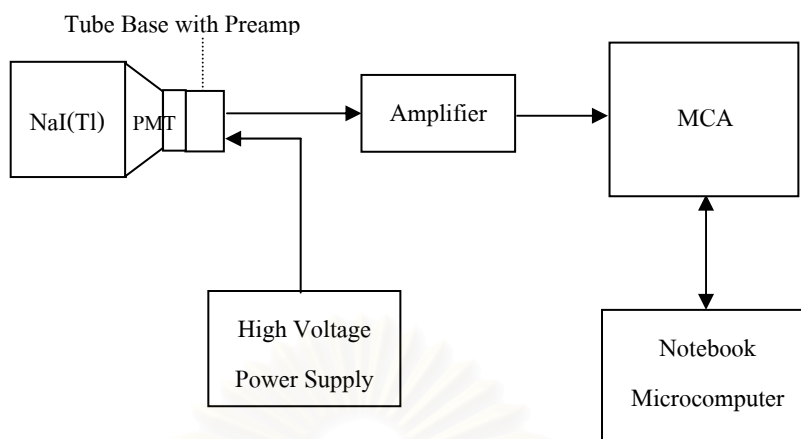 Tube Base with Preamp
NaI(Tl)
PMT
Amplifier
MCA
High Voltage
Power Supply
Notebook
Microcomputer